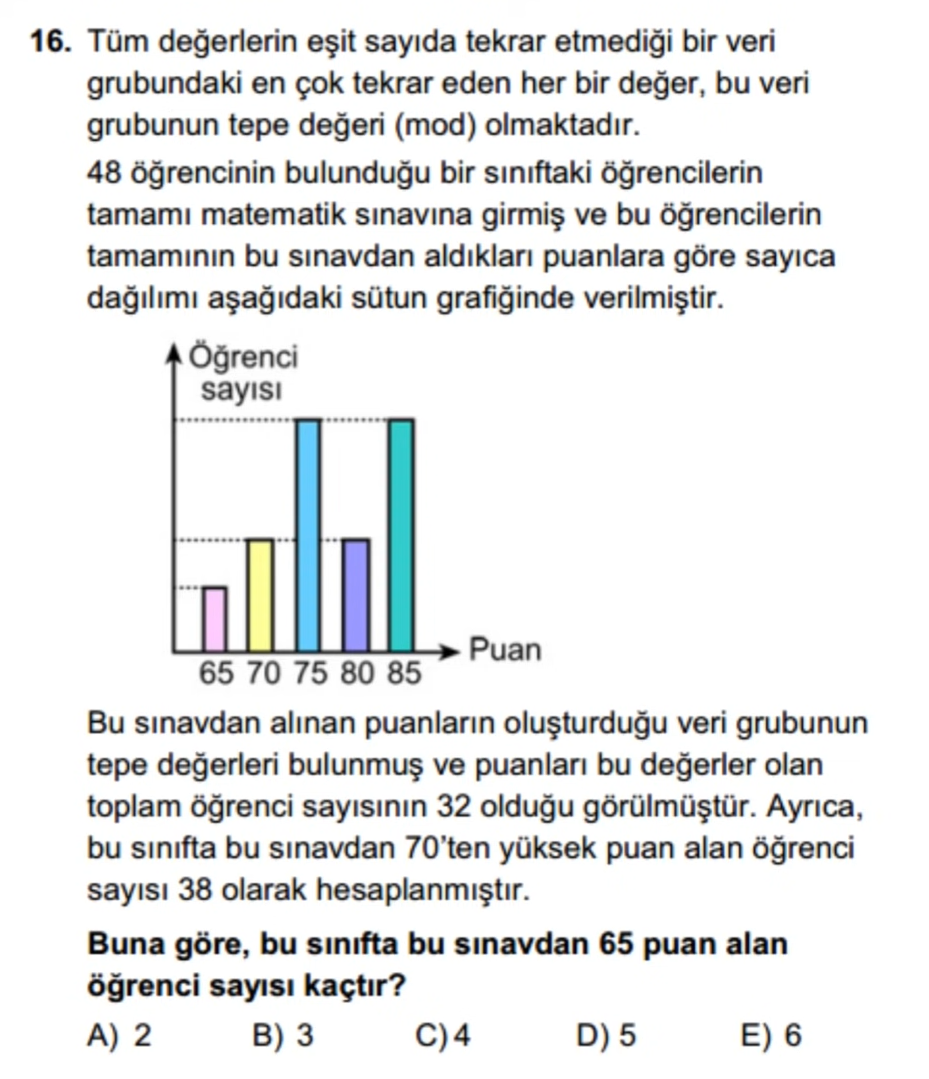 16. Tüm değerlerin eşit sayıda tekrar etmediği bir veri
grubundaki en çok tekrar eden her bir değer, bu veri
grubunun tepe değeri (mod) olmaktadır.
48 öğrencinin bulunduğu bir sınıftaki öğrencilerin
tamamı matematik sınavına girmiş ve bu öğrencilerin
tamamının bu sınavdan aldıkları puanlara göre sayıca
dağılımı aşağıdaki sütun grafiğinde verilmiştir.
Öğrenci
sayısı
Puan
65 70 75 80 85
Bu sınavdan alınan puanların oluşturduğu veri grubunun
tepe değerleri bulunmuş ve puanları bu değerler olan
toplam öğrenci sayısının 32 olduğu görülmüştür. Ayrıca,
bu sınıfta bu sınavdan 70'ten yüksek puan alan öğrenci
sayısı 38 olarak hesaplanmıştır.
Buna göre, bu sınıfta bu sınavdan 65 puan alan
öğrenci sayısı kaçtır?
A) 2 B) 3 C) 4 D) 5 E) 6